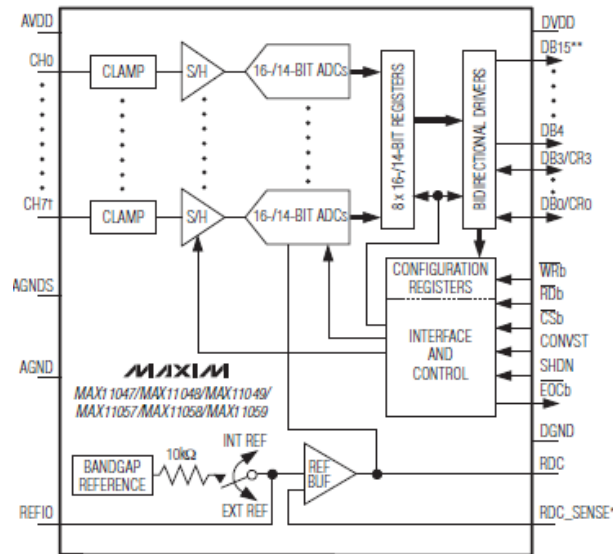 AVDD
DVDD
CH0
CLAMP
S/H
16-/14-BIT ADCs
8 x 16-/14-BIT REGISTERS
BIDIRECTIONAL DRIVERS
DB15**
DB4
DB3/CR3
DB0/CR0
CH7†
CLAMP
S/H
16-/14-BIT ADCs
CONFIGURATION
REGISTERS
WRb
RDb
CSb
CONVST
SHDN
EOCb
INTERFACE
AND
CONTROL
AGNDS
AGND
MAXIM
MAX11047/MAX11048/MAX11049/
MAX11057/MAX11058/MAX11059
DGND
BANDGAP
REFERENCE
10kΩ
INT REF
EXT REF
REF
BUF
RDC
REFIO
RDC_SENSE*